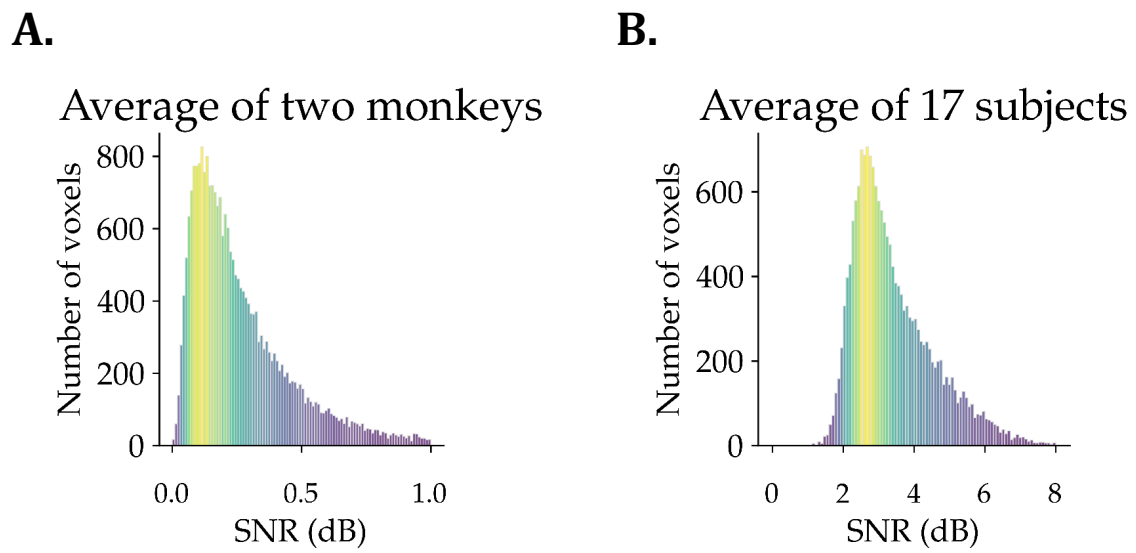 A.
Average of two monkeys
Number of voxels
800
600
400
200
0
0.0 0.5 1.0
SNR (dB)
B.
Average of 17 subjects
Number of voxels
600
400
200
0
0 2 4 6 8
SNR (dB)